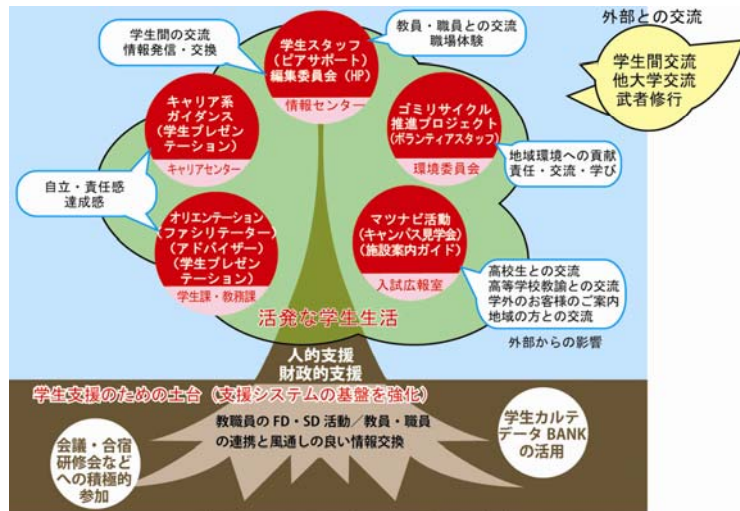 外部との交流
学生間交流
他大学交流
武者修行
学生間の交流
情報発信・交換
学生スタッフ
(ピアサポート)
編集委員会(HP)
情報センター
教員・職員との交流
職場体験
キャリア系
ガイダンス
(学生プレゼン
テーション)
キャリアセンター
ゴミリサイクル
推進プロジェクト
(ボランティアスタッフ)
環境委員会
地域環境への貢献
責任・交流・学び
自立・責任感
達成感
オリエンテーション
(ファシリテーター)
(アドバイザー)
(学生プレゼン
テーション)
学生課・教務課
マツナビ活動
(キャンパス見学会)
(施設案内ガイド)
入試広報室
高校生との交流
高等学校教諭との交流
学外のお客様のご案内
地域の方との交流
外部からの影響
活発な学生生活
人的支援
財政的支援
学生支援のための土台(支援システムの基盤を強化)
教職員のFD・SD活動／教員・職員
の連携と風通しの良い情報交換
会議・合宿
研修会など
への積極的
参加
学生カルテ
データBANK
の活用